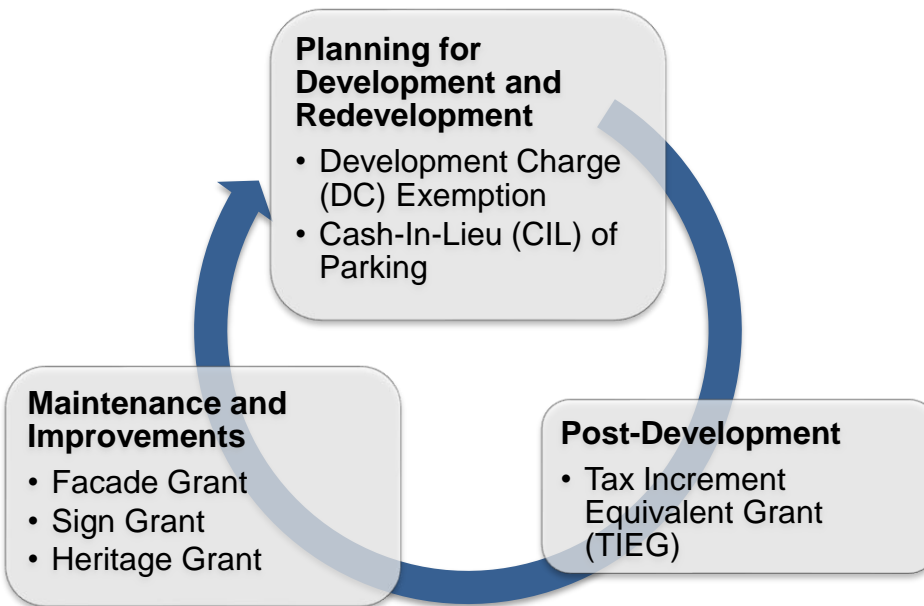 Planning for
Development and
Redevelopment
• Development Charge
(DC) Exemption
• Cash-In-Lieu (CIL) of
Parking
Post-Development
• Tax Increment
Equivalent Grant
(TIEG)
Maintenance and
Improvements
• Facade Grant
• Sign Grant
• Heritage Grant